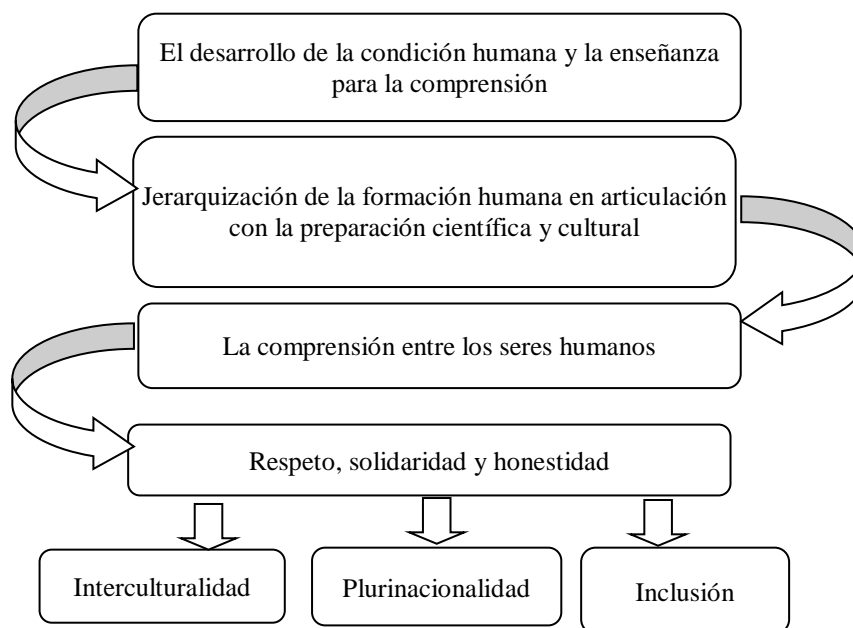 El desarrollo de la condición humana y la enseñanza
para la comprensión
Jerarquización de la formación humana en articulación
con la preparación científica y cultural
La comprensión entre los seres humanos
Respeto, solidaridad y honestidad
Interculturalidad
Plurinacionalidad
Inclusión